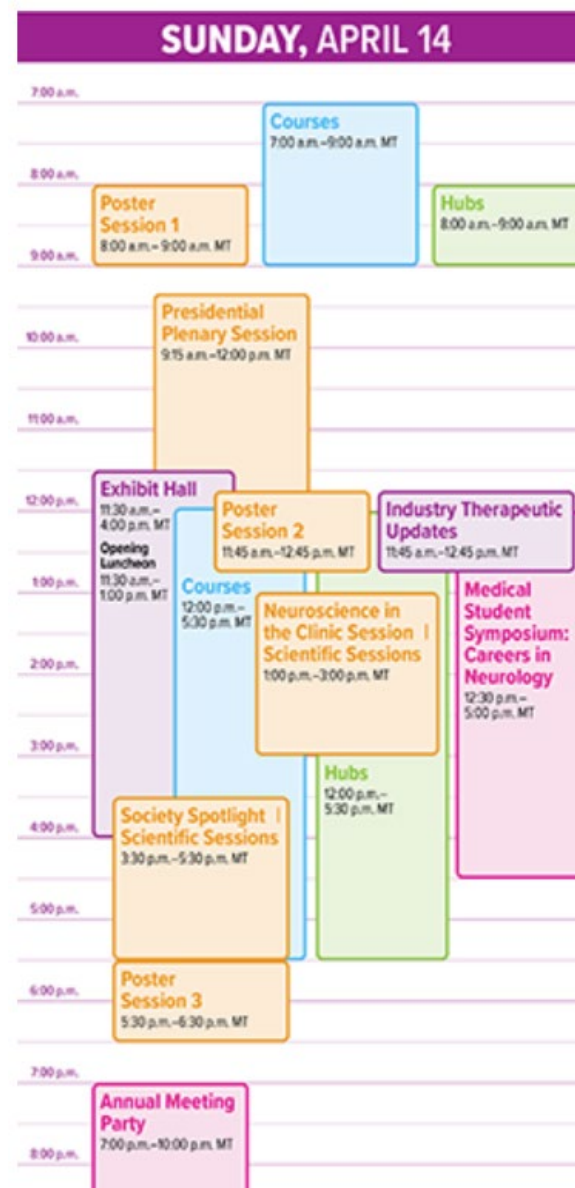 SUNDAY, APRIL 14
7:00 a.m.
Courses
7:00 a.m.–9:00 a.m. MT
8:00 a.m.
Poster
Session 1
8:00 a.m.– 9:00 a.m. MT
Hubs
8:00 a.m.–9:00 a.m. MT
9:00 a.m.
Presidential
Plenary Session
9:15 a.m.–12:00 p.m. MT
10:00 a.m.
11:00 a.m.
Exhibit Hall
11:30 a.m.–
4:00 p.m. MT
Opening
Luncheon
11:30 a.m.–
1:00 p.m. MT
12:00 p.m.
Poster
Session 2
11:45 a.m.–12:45 p.m. MT
Industry Therapeutic
Updates
11:45 a.m.–12:45 p.m. MT
Courses
12:00 p.m.–
5:30 p.m. MT
1:00 p.m.
Neuroscience in
the Clinic Session |
Scientific Sessions
1:00 p.m.–3:00 p.m. MT
Medical
Student
Symposium:
Careers in
Neurology
12:30 p.m.–
5:00 p.m. MT
2:00 p.m.
3:00 p.m.
Hubs
12:00 p.m.–
5:30 p.m. MT
Society Spotlight |
Scientific Sessions
3:30 p.m.–5:30 p.m. MT
4:00 p.m.
5:00 p.m.
Poster
Session 3
5:30 p.m.–6:30 p.m. MT
6:00 p.m.
7:00 p.m.
Annual Meeting
Party
7:00 p.m.–10:00 p.m. MT
8:00 p.m.